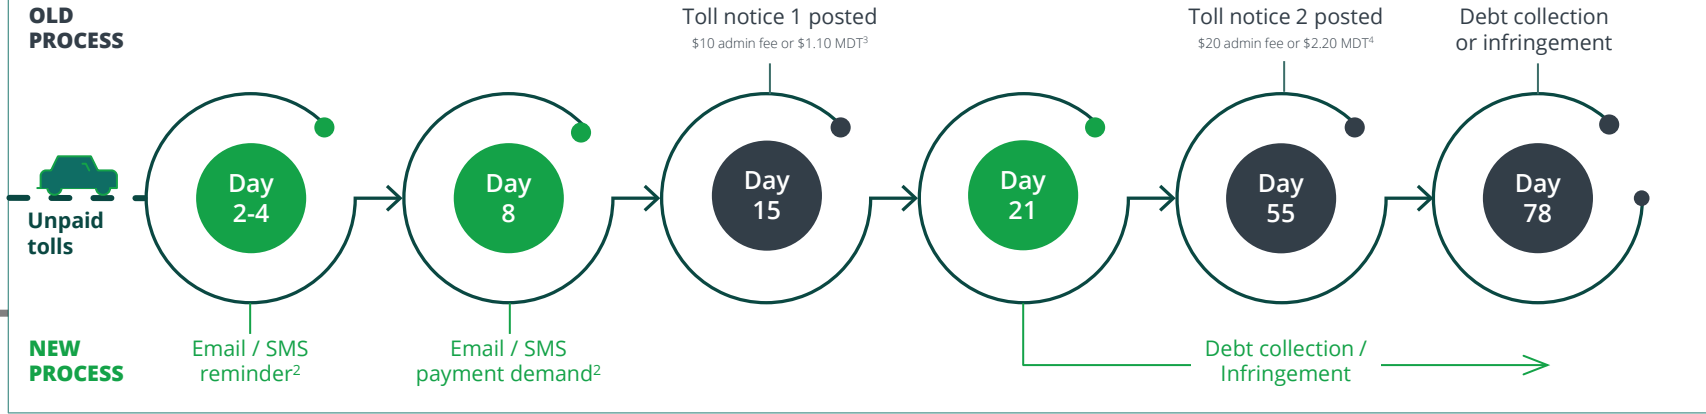 OLD
PROCESS
Toll notice 1 posted
$10 admin fee or $1.10 MDT³
Toll notice 2 posted
$20 admin fee or $2.20 MDT⁴
Debt collection
or infringement
Unpaid
tolls
Day
2-4
Day
8
Day
15
Day
21
Day
55
Day
78
NEW
PROCESS
Email / SMS
reminder²
Email / SMS
payment demand²
Debt collection /
Infringement